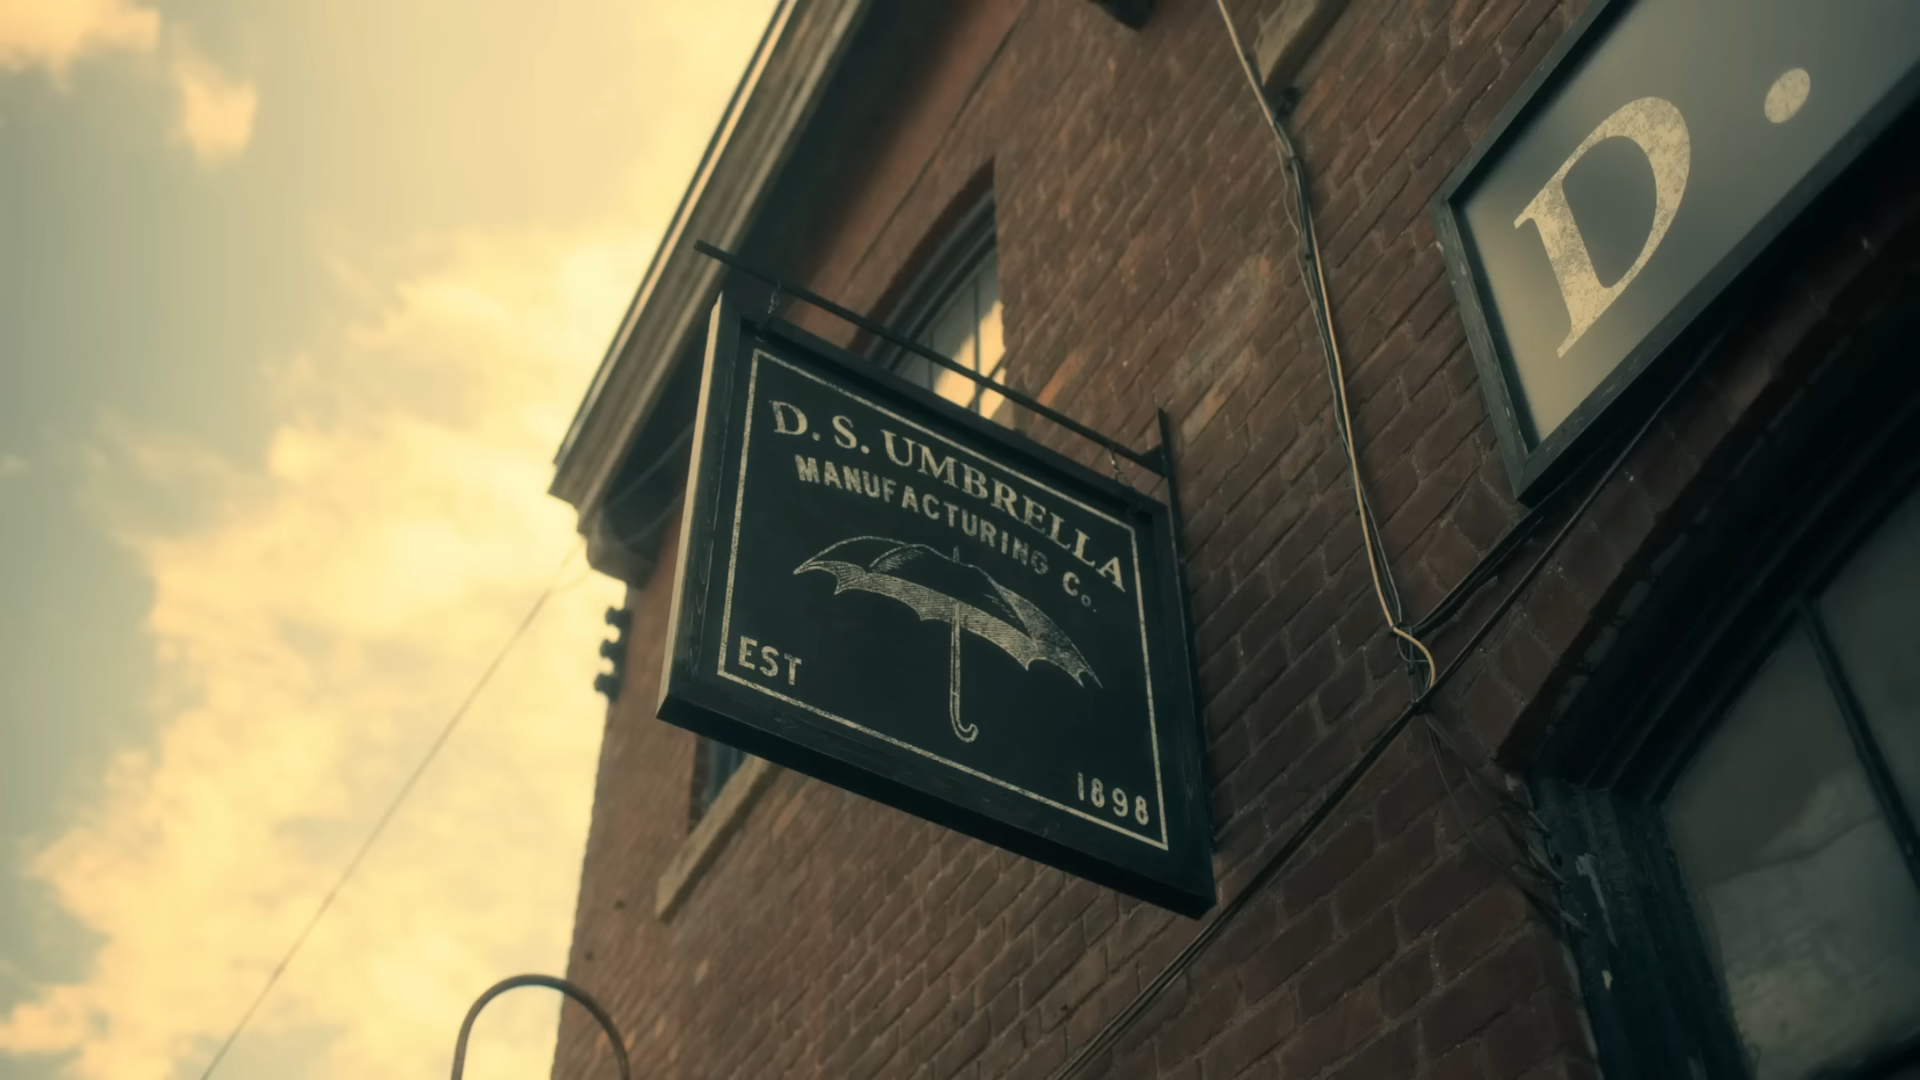 D. S. UMBRELLA
MANUFACTURING Co.
EST
1898
D.